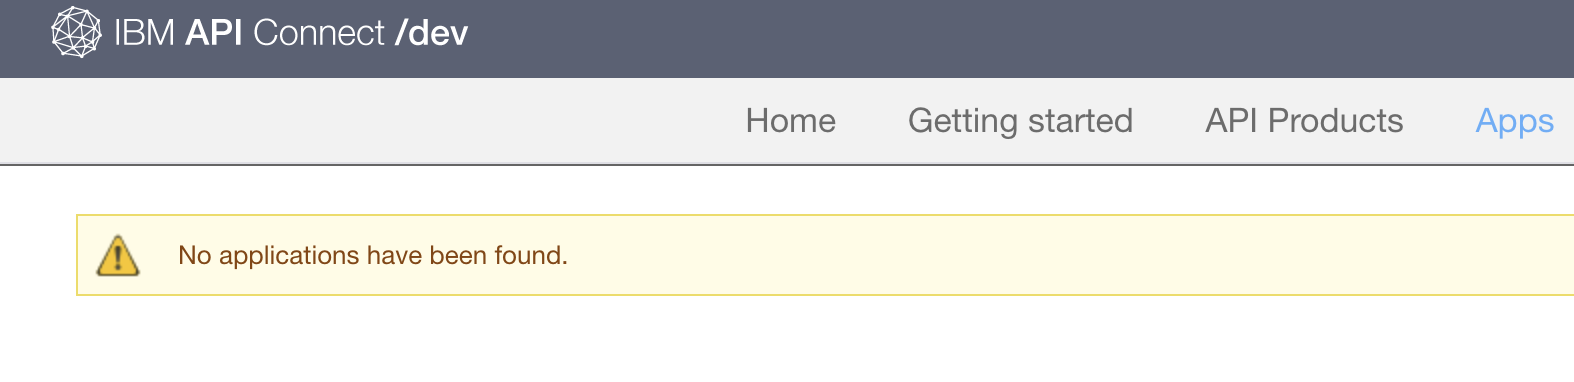 IBM API Connect /dev
Home Getting started API Products Apps
No applications have been found.